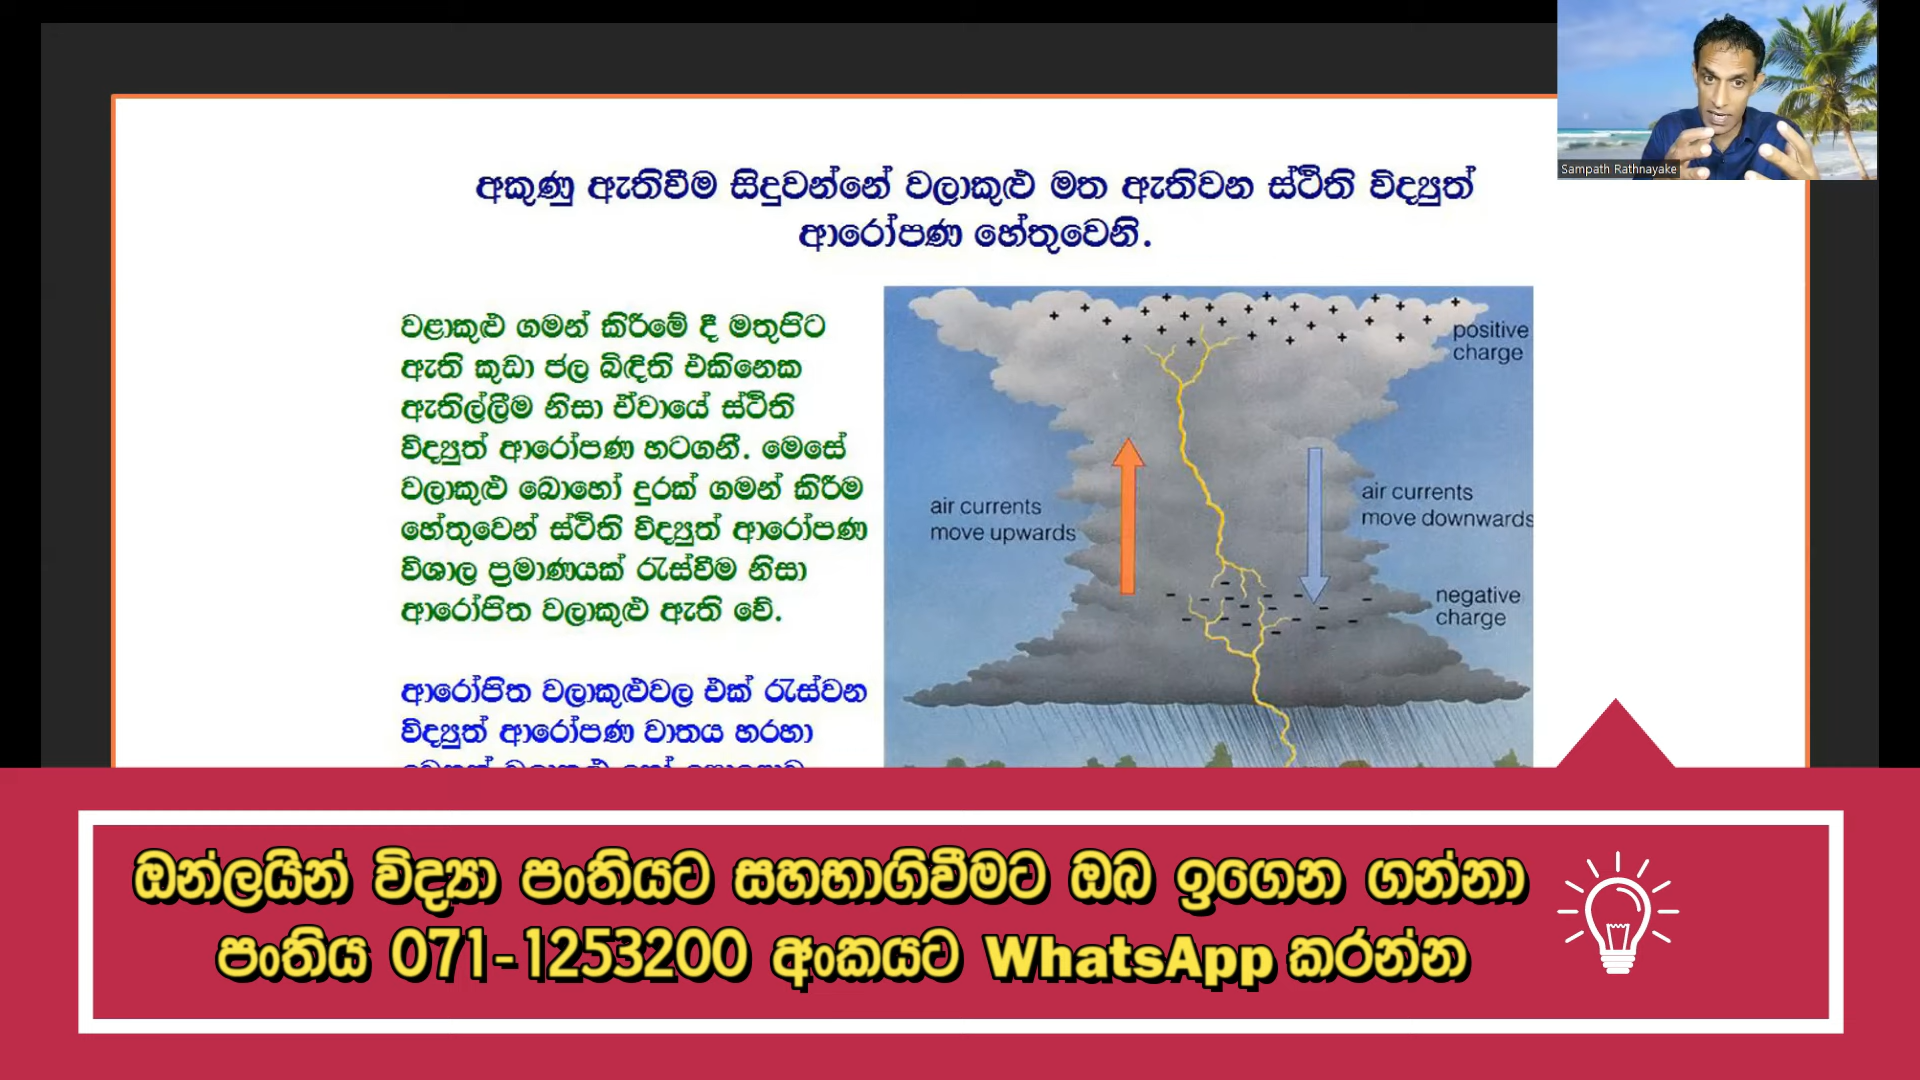 Sampath Rathnayake
අකුණු ඇතිවීම සිදුවන්නේ වලාකුළු මත ඇතිවන ස්ථිති විද්‍යුත්
ආරෝපණ හේතුවෙනි.
වළාකුළු ගමන් කිරීමේ දී මතුපිට
ඇති කුඩා ජල බිඳිති එකිනෙක
ඇතිල්ලීම නිසා ඒවායේ ස්ථිති
විද්‍යුත් ආරෝපණ හටගනී. මෙසේ
වලාකුළු බොහෝ දුරක් ගමන් කිරීම
හේතුවෙන් ස්ථිති විද්‍යුත් ආරෝපණ
විශාල ප්‍රමාණයක් රැස්වීම නිසා
ආරෝපිත වලාකුළු ඇති වේ.
ආරෝපිත වලාකුළුවල එක් රැස්වන
විද්‍යුත් ආරෝපණ වාතය හරහා
positive
charge
air currents
move upwards
air currents
move downwards
negative
charge
ඔන්ලයින් විද්‍යා පංතියට සහභාගිවීමට ඔබ ඉගෙන ගන්නා
පංතිය 071-1253200 අංකයට WhatsApp කරන්න